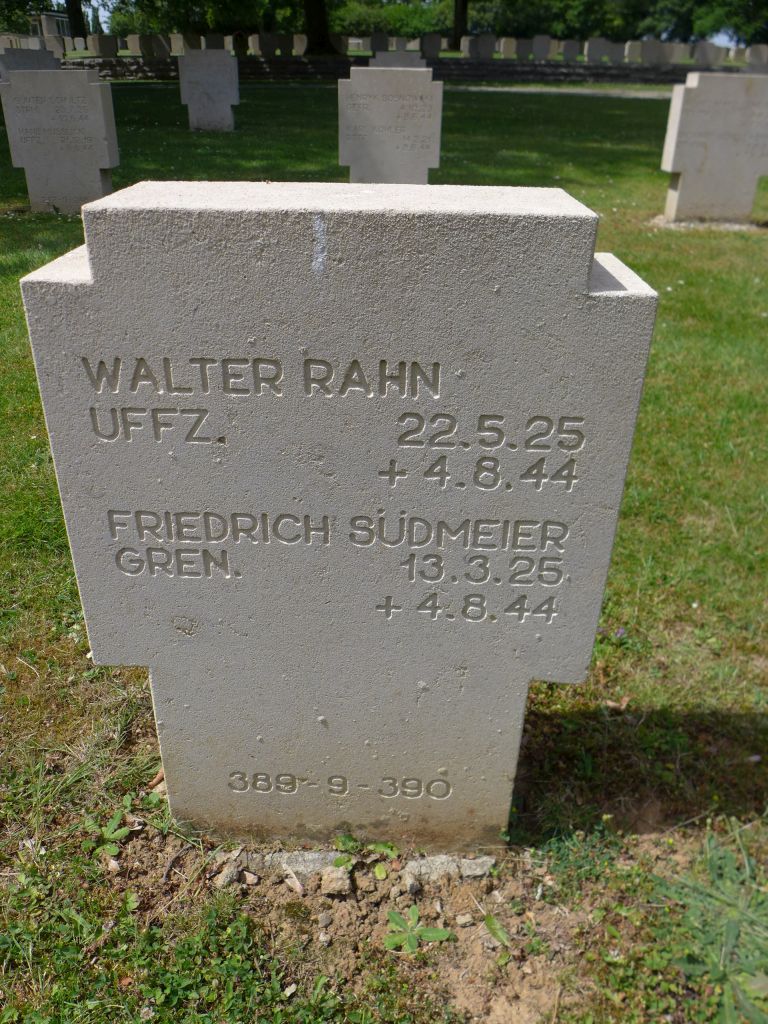 WALTER RAHN
UFFZ. 22.5.25
+ 4.8.44
FRIEDRICH SÜDMEIER
GREN. 13.3.25
+ 4.8.44
389-9-390